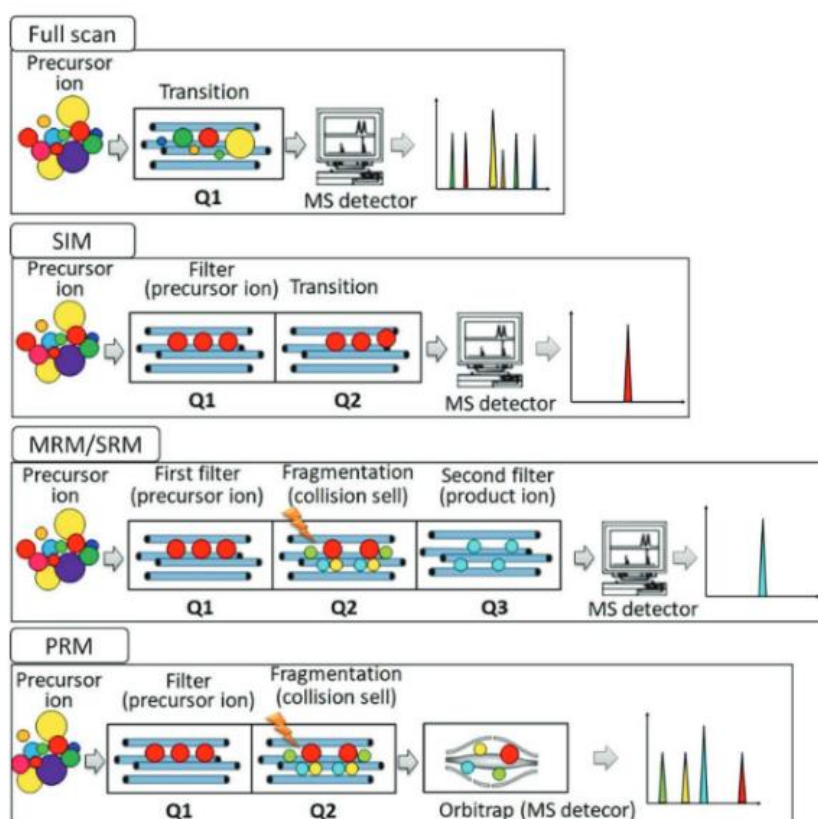 Full scan
Precursor
ion
Transition
Q1
MS detector
SIM
Precursor
ion
Filter
(precursor ion)
Transition
Q1
Q2
MS detector
MRM/SRM
Precursor
ion
First filter
(precursor ion)
Fragmentation
(collision sell)
Second filter
(product ion)
Q1
Q2
Q3
MS detector
PRM
Precursor
ion
Filter
(precursor ion)
Fragmentation
(collision sell)
Q1
Q2
Orbitrap (MS detecor)